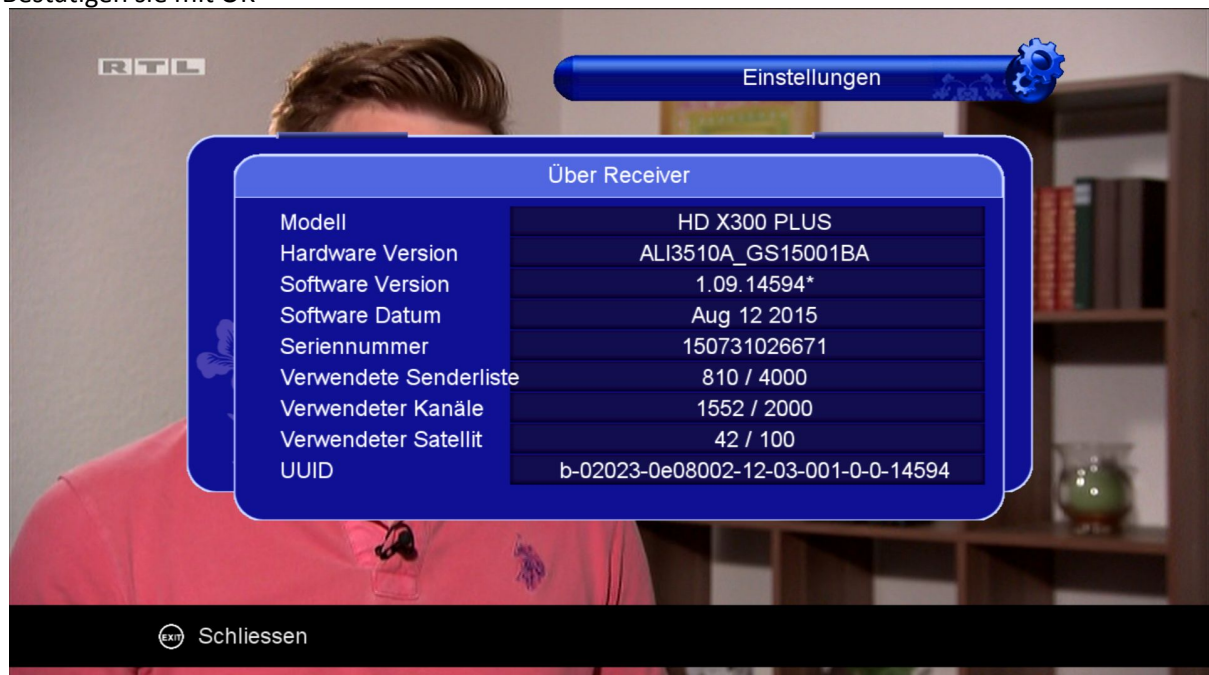 Bestätigen sie mit OK
RTL
Einstellungen
Über Receiver
Modell HD X300 PLUS
Hardware Version ALI3510A_GS15001BA
Software Version 1.09.14594*
Software Datum Aug 12 2015
Seriennummer 150731026671
Verwendete Senderliste 810 / 4000
Verwendeter Kanäle 1552 / 2000
Verwendeter Satellit 42 / 100
UUID b-02023-0e08002-12-03-001-0-0-14594
EXIT Schliessen